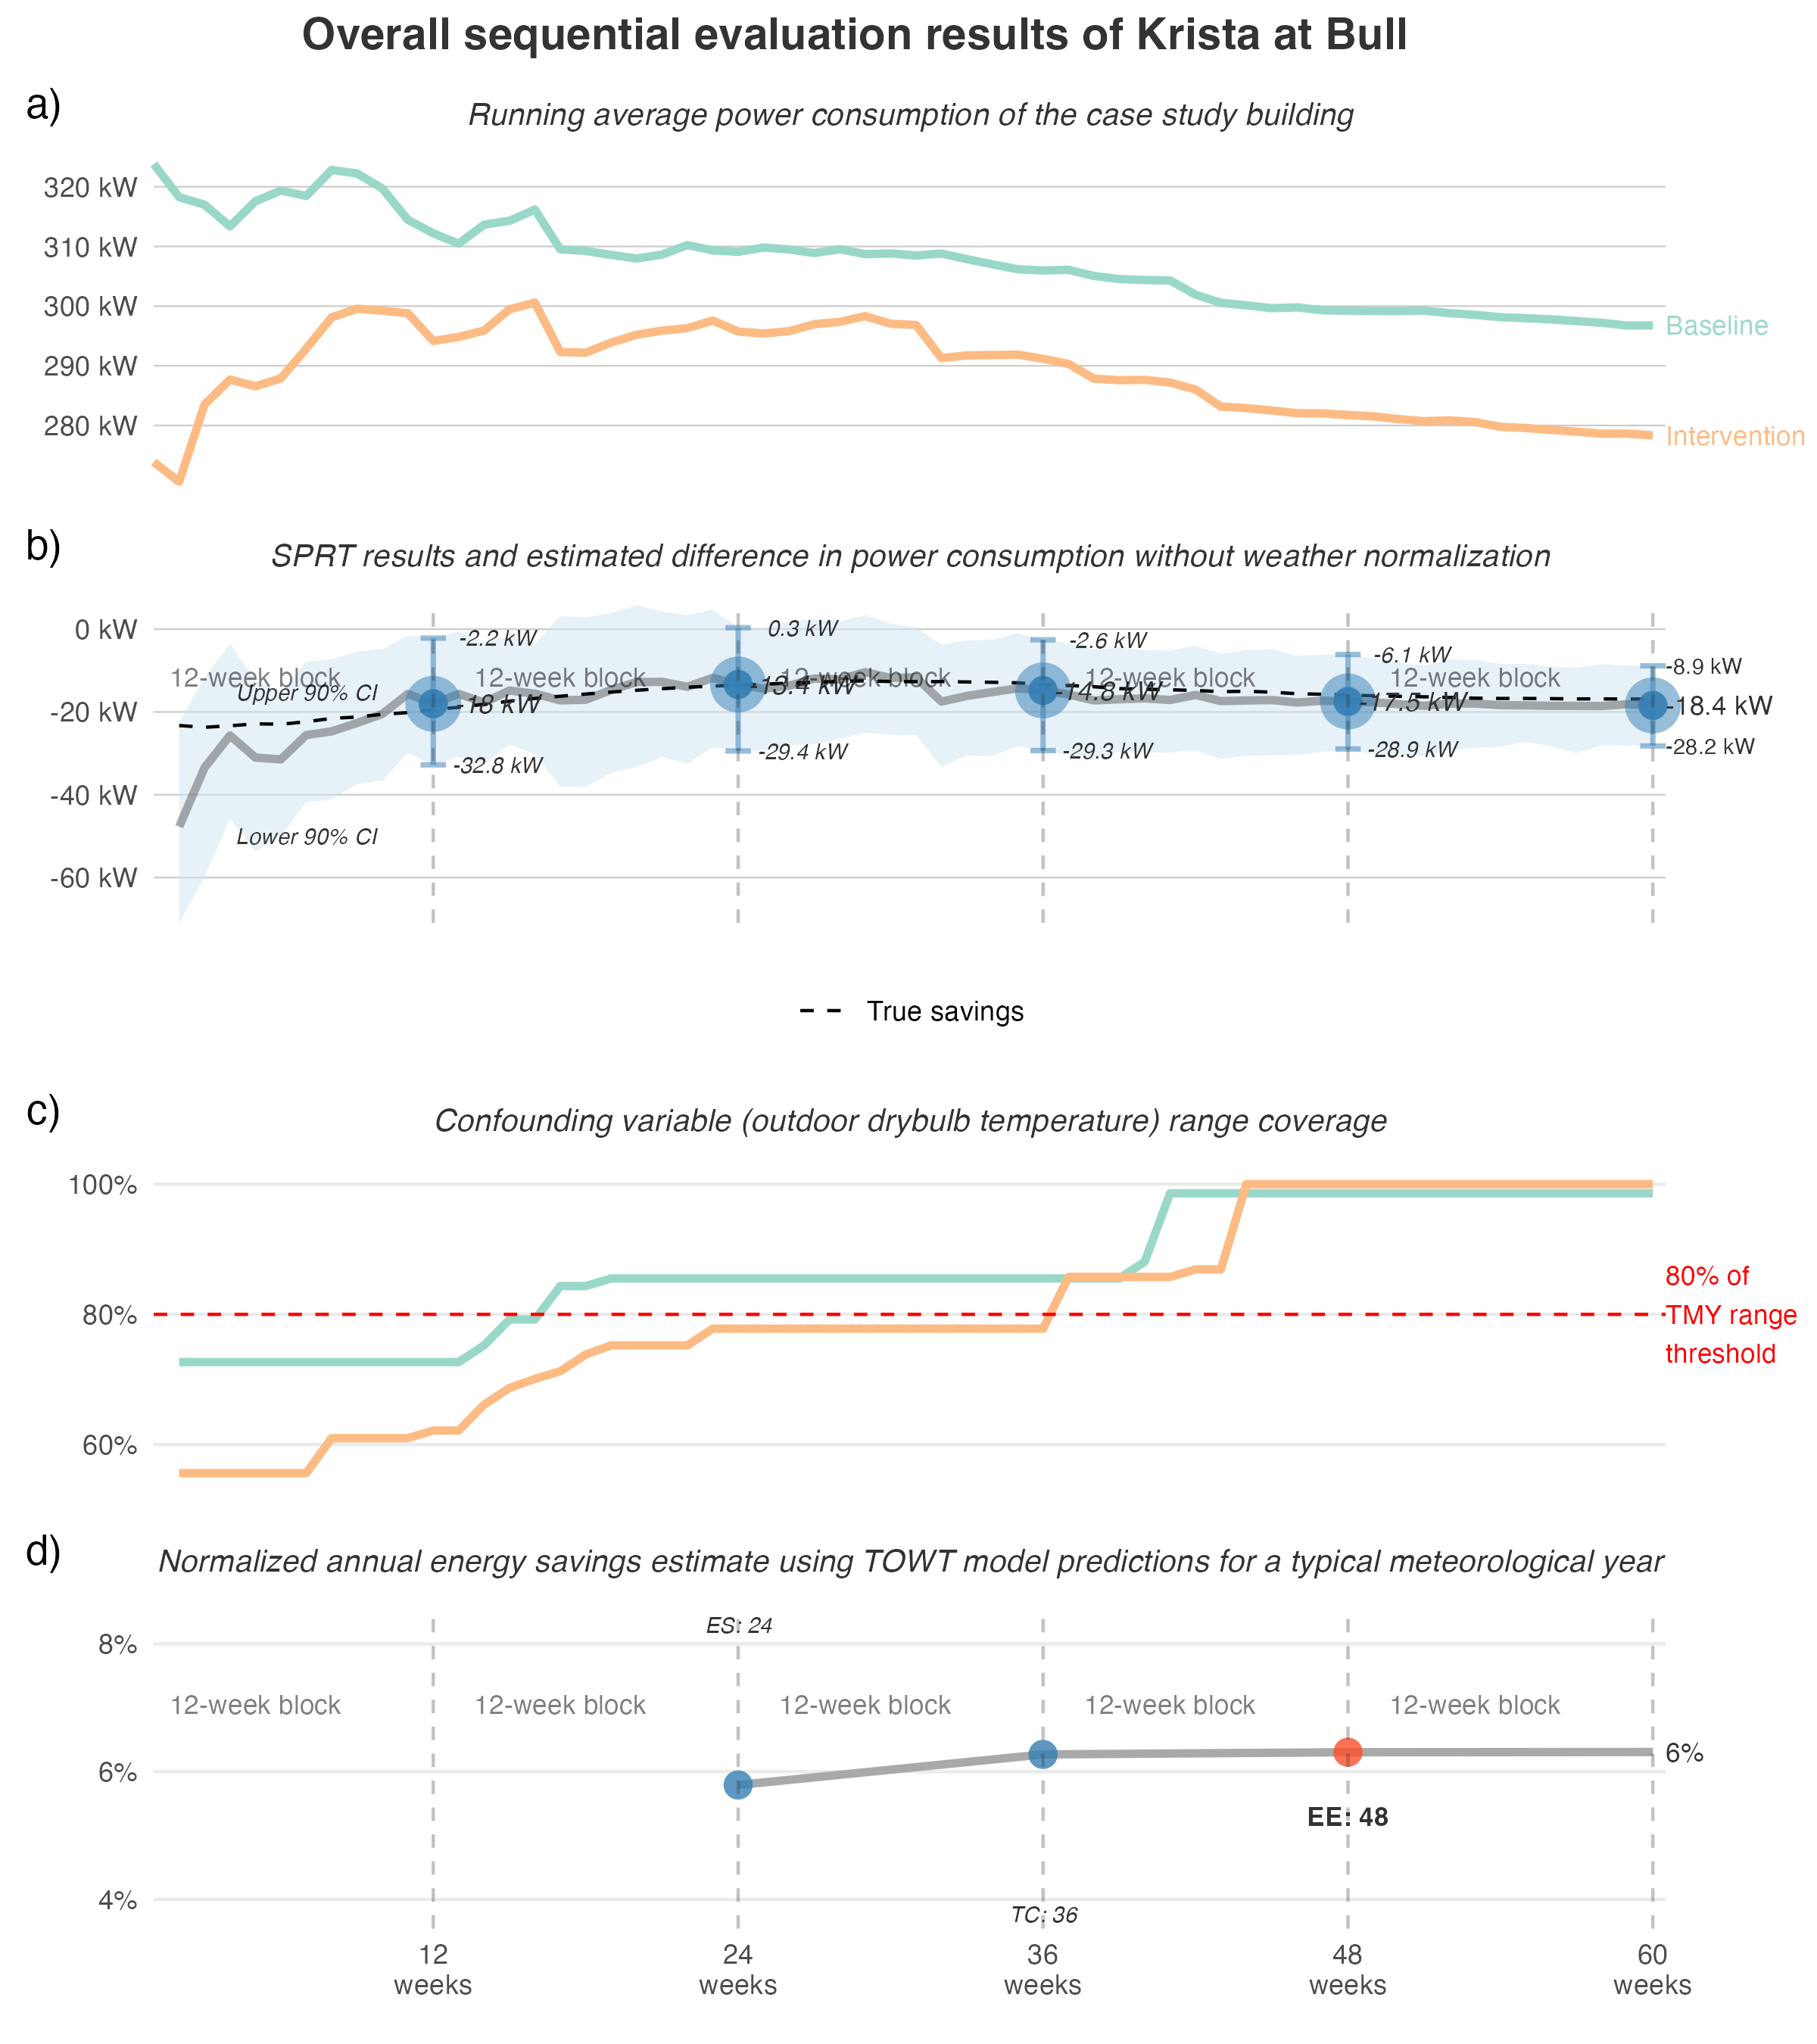 Overall sequential evaluation results of Krista at Bull
a)
Running average power consumption of the case study building
320 kW
310 kW
300 kW
290 kW
280 kW
Baseline
Intervention
b)
SPRT results and estimated difference in power consumption without weather normalization
0 kW
-20 kW
-40 kW
-60 kW
-2.2 kW
0.3 kW
-2.6 kW
-6.1 kW
-8.9 kW
12-week block
12-week block
12-week block
12-week block
12-week block
Upper 90% CI
-18 kW
-13.4 kW
-14.8 kW
-17.5 kW
-18.4 kW
-32.8 kW
-29.4 kW
-29.3 kW
-28.9 kW
-28.2 kW
Lower 90% CI
True savings
c)
Confounding variable (outdoor drybulb temperature) range coverage
100%
80%
60%
80% of
TMY range
threshold
d)
Normalized annual energy savings estimate using TOWT model predictions for a typical meteorological year
ES: 24
8%
6%
4%
12-week block
12-week block
12-week block
12-week block
12-week block
6%
EE: 48
TC: 36
12
weeks
24
weeks
36
weeks
48
weeks
60
weeks